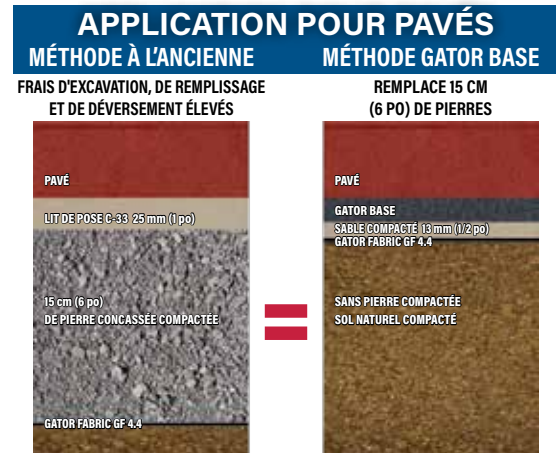 APPLICATION POUR PAVÉS
MÉTHODE À L'ANCIENNE
FRAIS D'EXCAVATION, DE REMPLISSAGE
ET DE DÉVERSEMENT ÉLEVÉS
PAVÉ
LIT DE POSE C-33 25 mm (1 po)
15 cm (6 po)
DE PIERRE CONCASSÉE COMPACTÉE
GATOR FABRIC GF 4.4
=
MÉTHODE GATOR BASE
REMPLACE 15 CM
(6 PO) DE PIERRES
PAVÉ
GATOR BASE
SABLE COMPACTÉ 13 mm (1/2 po)
GATOR FABRIC GF 4.4
SANS PIERRE COMPACTÉE
SOL NATUREL COMPACTÉ